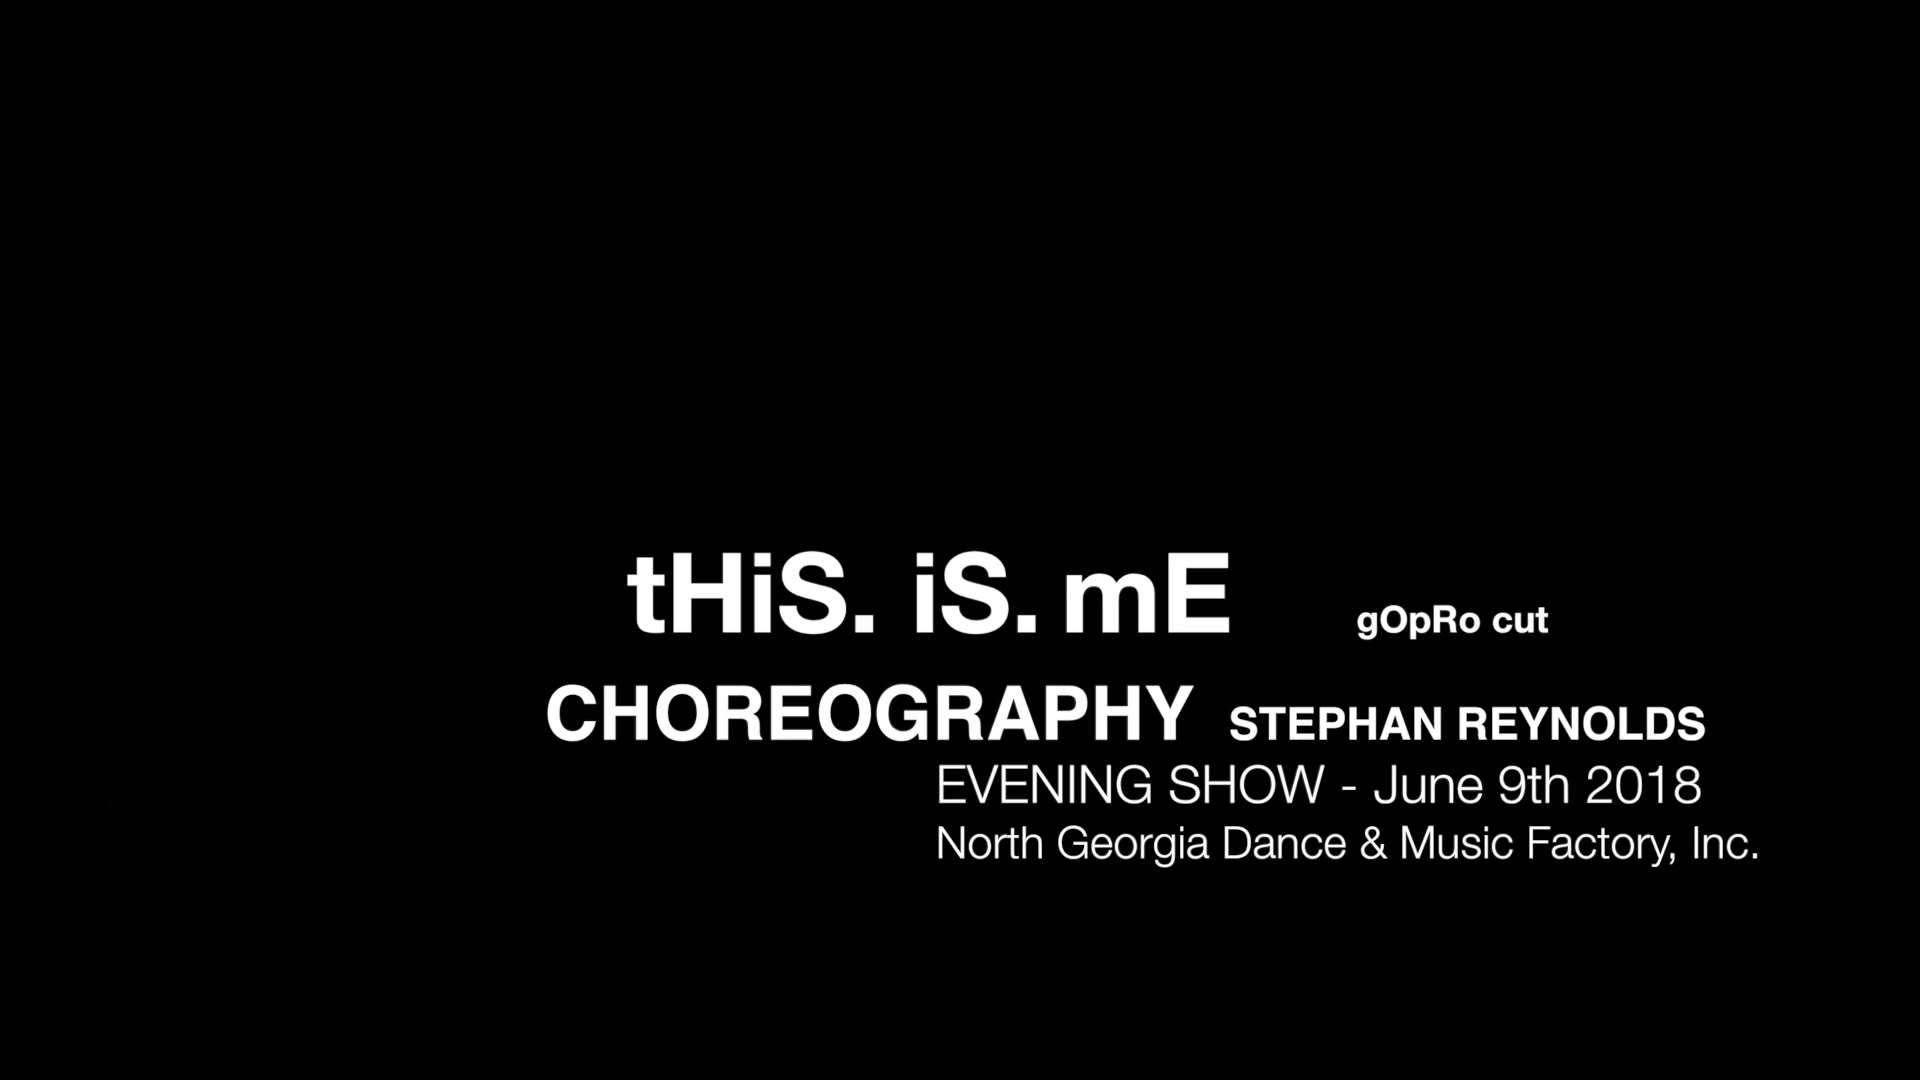 tHiS. iS. mE gOpRo cut
CHOREOGRAPHY STEPHAN REYNOLDS
EVENING SHOW - June 9th 2018
North Georgia Dance & Music Factory, Inc.